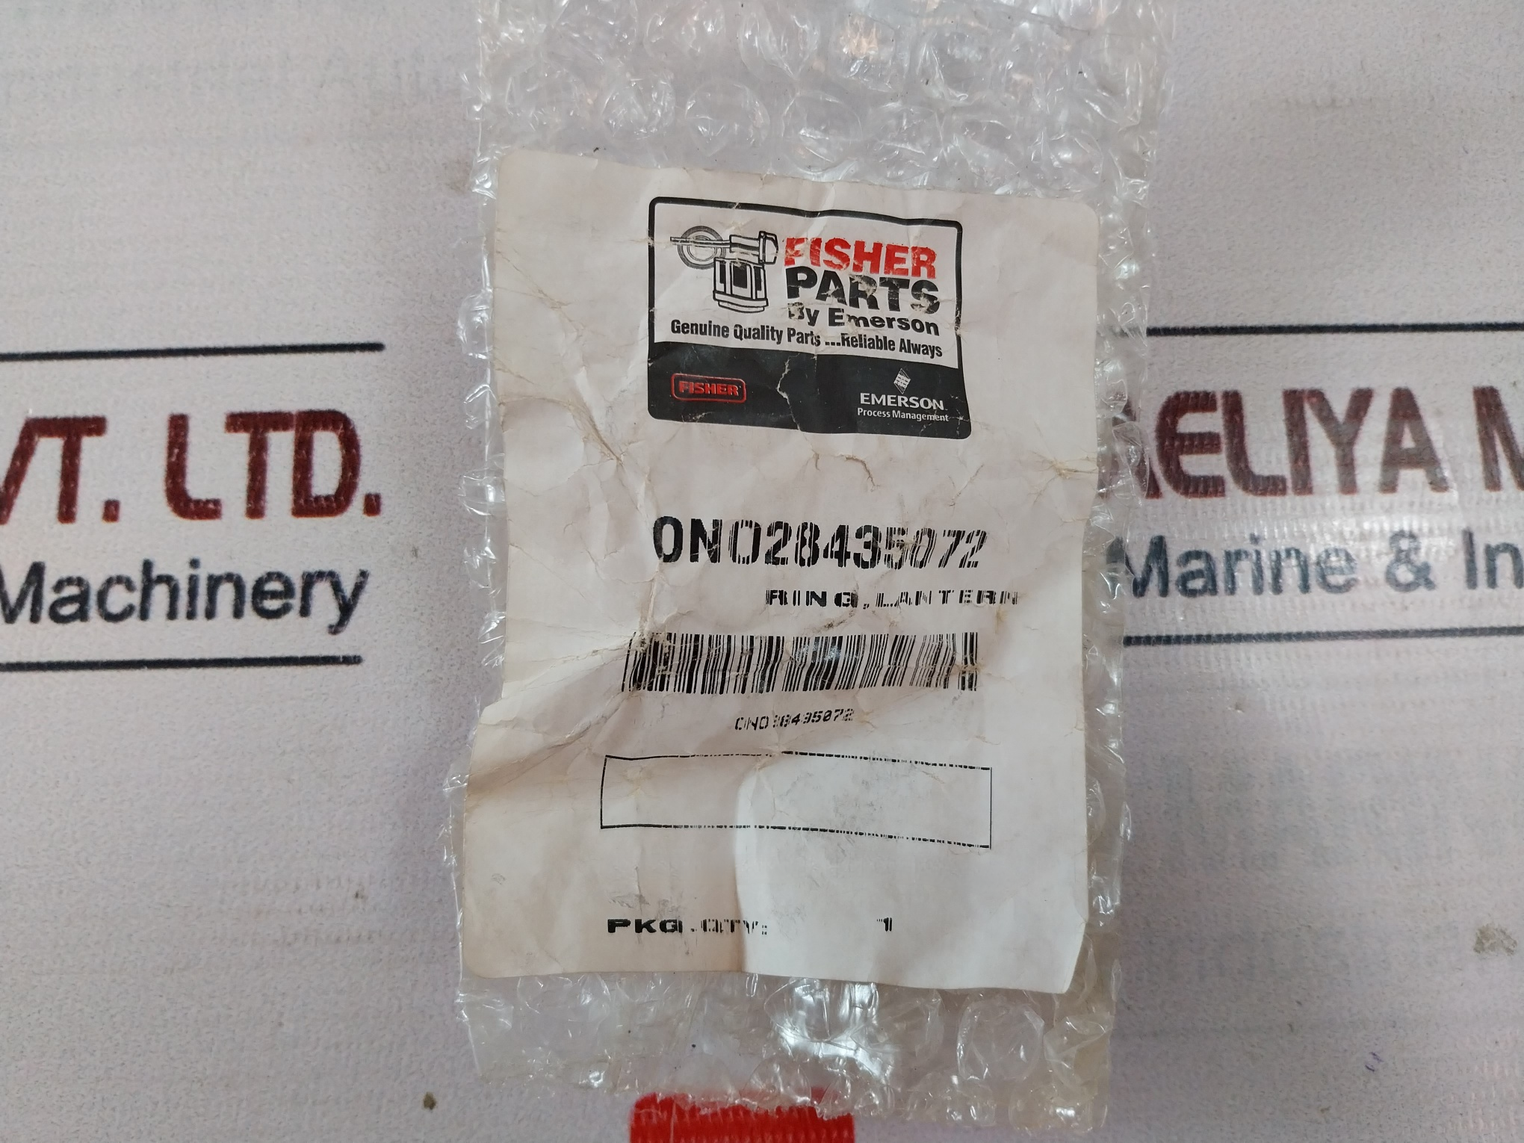 FISHER
PARTS
By Emerson
Genuine Quality Parts ...Reliable Always
FISHER
EMERSON
Process Management
0N028435072
RING,LANTERN
0N028435072
PKG.QTY: 1
VT. LTD.
Machinery
AELIYA M
Marine & In